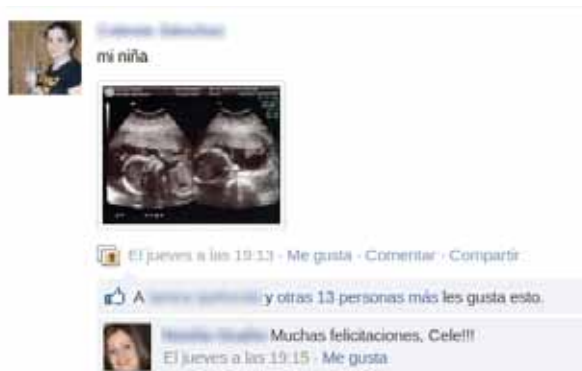 mi niña
El jueves a las 19:13 · Me gusta · Comentar · Compartir
A y otras 13 personas más les gusta esto.
Muchas felicitaciones, Cele!!!
El jueves a las 19:15 · Me gusta